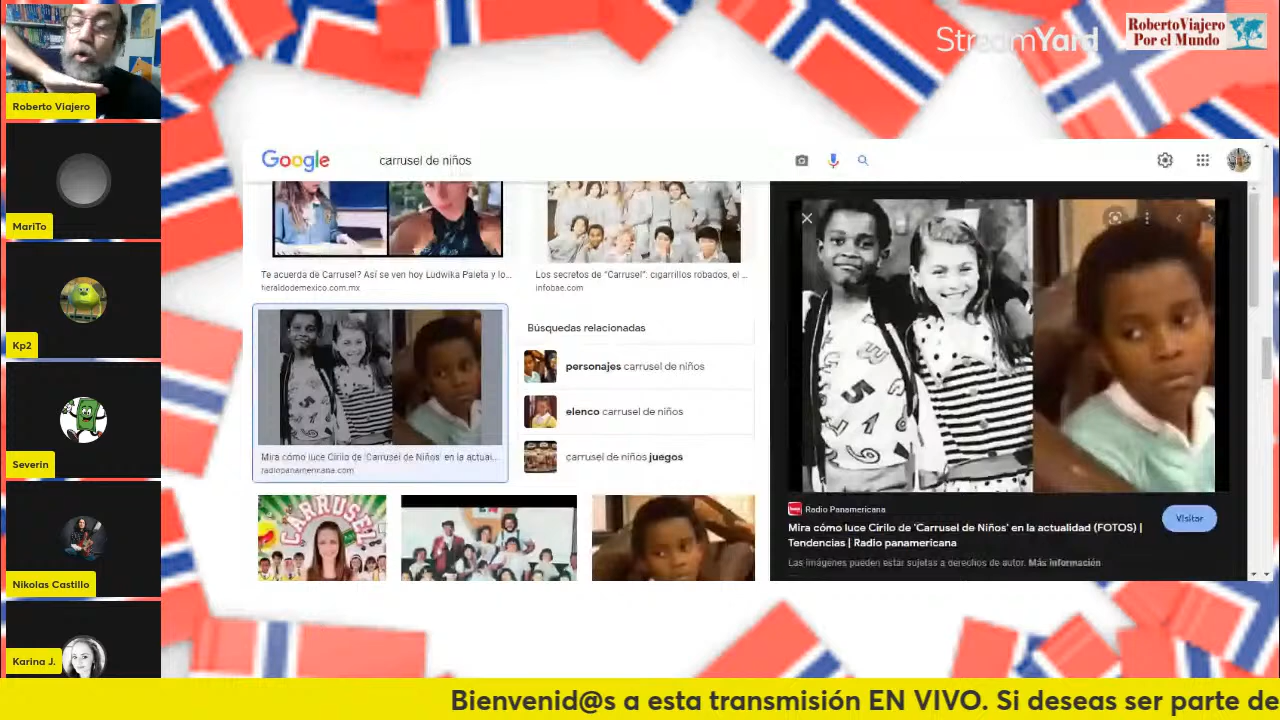 StreamYard
RobertoViajero
Por el Mundo
Roberto Viajero
MariTo
Kp2
Severin
Nikolas Castillo
Karina J.
Google
carrusel de niños
Te acuerda de Carrusel? Así se ven hoy Ludwika Paleta y lo...
heraldodemexico.com.mx
Los secretos de "Carrusel": cigarrillos robados, el ...
infobae.com
Mira cómo luce Cirilo de 'Carrusel de Niños' en la actual...
radiopanamericana.com
Búsquedas relacionadas
personajes carrusel de niños
elenco carrusel de niños
carrusel de niños juegos
CARRUSEL
Radio Panamericana
Mira cómo luce Cirilo de 'Carrusel de Niños' en la actualidad (FOTOS) |
Tendencias | Radio panamericana
Visitar
Las imágenes pueden estar sujetas a derechos de autor. Más información
Bienvenid@s a esta transmisión EN VIVO. Si deseas ser parte de